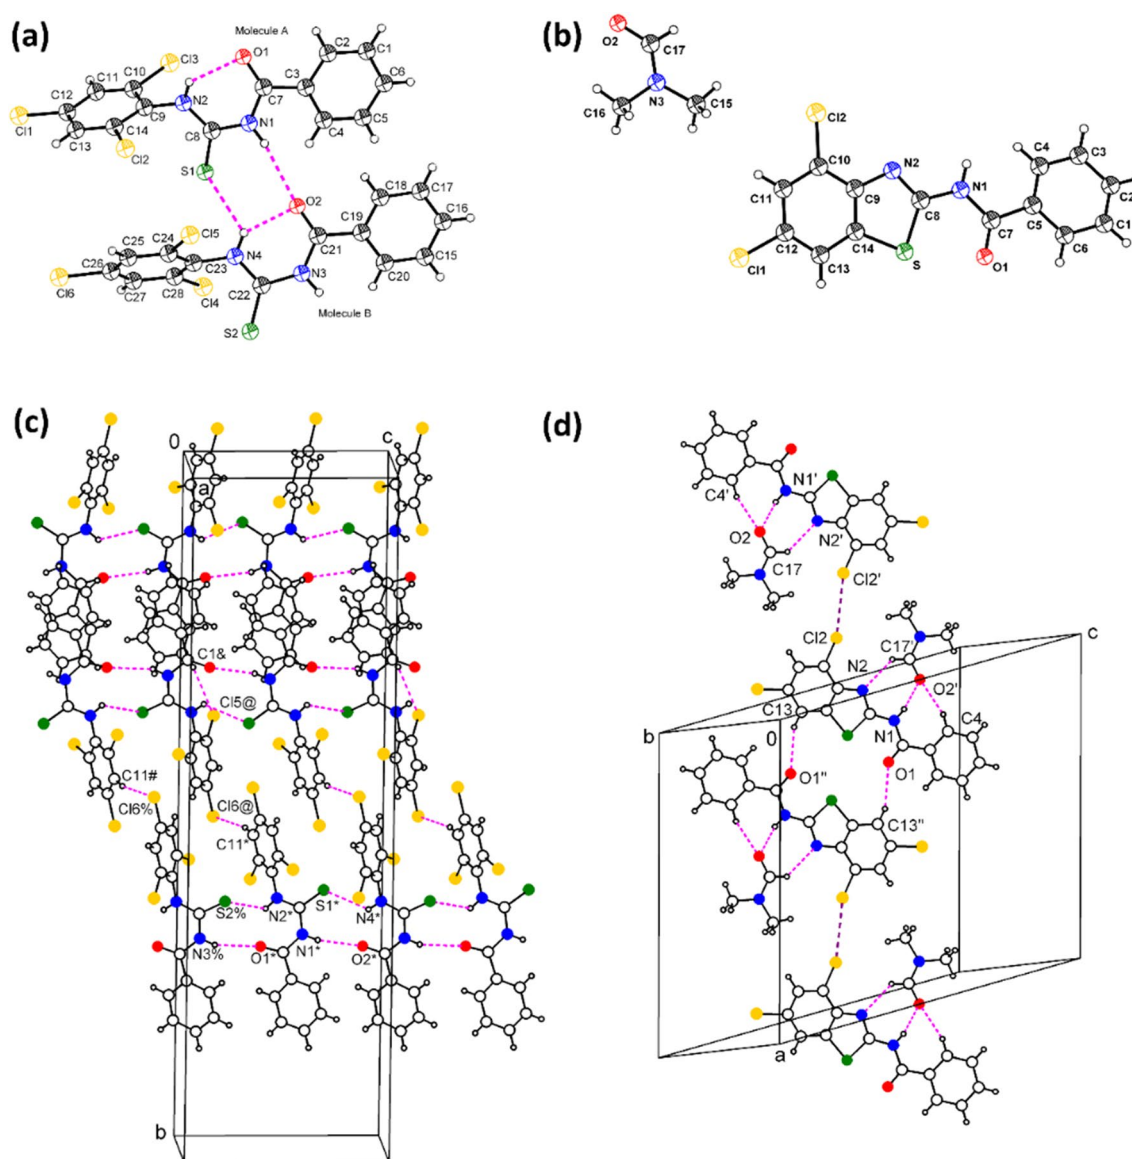 (a)
Molecule A
Cl3
O1
C2
C1
C11
C10
C3
C6
N2
C12
C9
C7
C14
C4
C5
C8
N1
Cl1
C13
Cl2
S1
C18
C17
O2
C19
C16
Cl5
C25
C24
C21
N4
C15
C26
C23
N3
C20
Cl6
C27
C28
C22
Cl4
Molecule B
S2
(b)
O2
C17
N3
C16
C15
Cl2
C4
C3
C10
N2
C11
C9
N1
C2
C8
C5
C12
C7
C1
Cl1
C14
C13
S
C6
O1
(c)
0
c
a
C1&
Cl5@
C11#
Cl6%
Cl6@
C11*
S2%
N2*
S1*
N4*
N3%
O1*
N1*
O2*
b
(d)
N1'
C4'
O2
N2'
C17
Cl2'
Cl2
C17'
c
N2
O2'
C13
C4
b
0
N1
O1''
O1
C13''
a